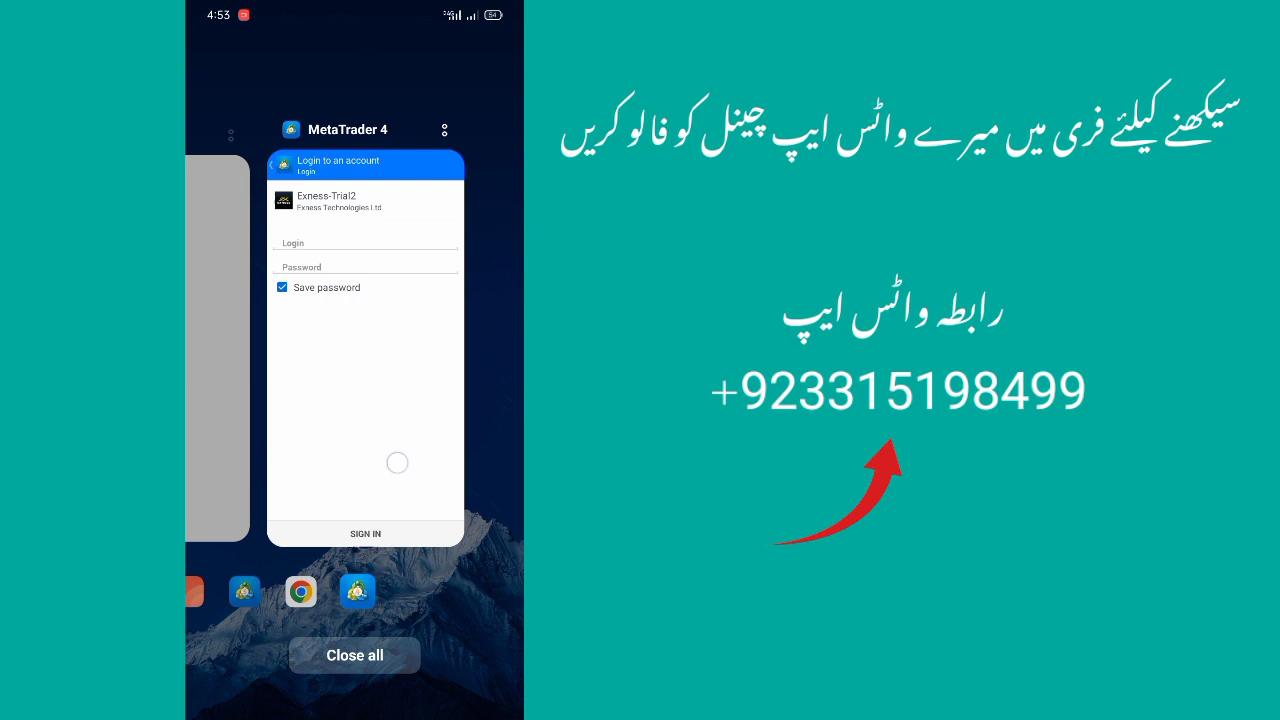 4:53
54
MetaTrader 4
Login to an account
Login
Exness-Trial2
Exness Technologies Ltd
Login
Password
Save password
SIGN IN
Close all
سیکھنے کیلئے فری میں میرے واٹس ایپ چینل کو فالو کریں
رابطہ واٹس ایپ
+923315198499